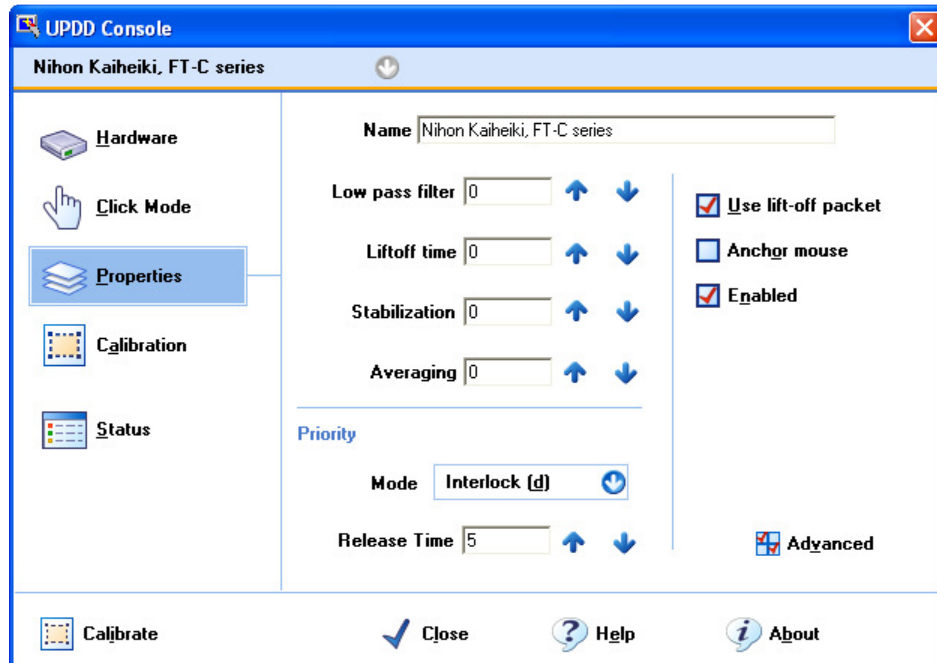 UPDD Console
Nihon Kaiheiki, FT-C series
Hardware
Click Mode
Properties
Calibration
Status
Name Nihon Kaiheiki, FT-C series
Low pass filter 0
Liftoff time 0
Stabilization 0
Averaging 0
Use lift-off packet
Anchor mouse
Enabled
Priority
Mode Interlock (d)
Release Time 5
Advanced
Calibrate Close Help About